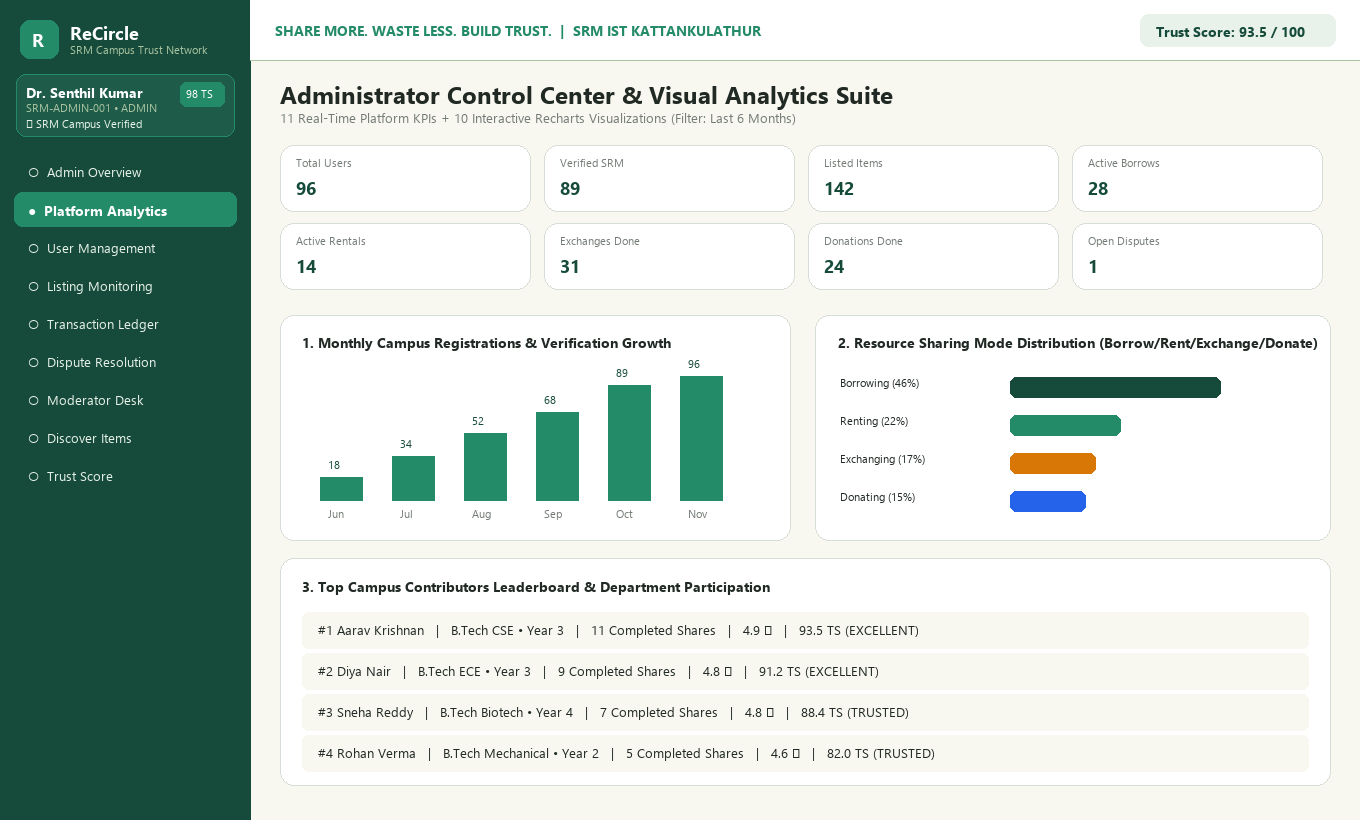 R
ReCircle
SRM Campus Trust Network
Dr. Senthil Kumar
98 TS
SRM-ADMIN-001 • ADMIN
▯ SRM Campus Verified
○ Admin Overview
● Platform Analytics
○ User Management
○ Listing Monitoring
○ Transaction Ledger
○ Dispute Resolution
○ Moderator Desk
○ Discover Items
○ Trust Score
SHARE MORE. WASTE LESS. BUILD TRUST. | SRM IST KATTANKULATHUR
Trust Score: 93.5 / 100
Administrator Control Center & Visual Analytics Suite
11 Real-Time Platform KPIs + 10 Interactive Recharts Visualizations (Filter: Last 6 Months)
Total Users
96
Verified SRM
89
Listed Items
142
Active Borrows
28
Active Rentals
14
Exchanges Done
31
Donations Done
24
Open Disputes
1
1. Monthly Campus Registrations & Verification Growth
18
34
52
68
89
96
Jun
Jul
Aug
Sep
Oct
Nov
2. Resource Sharing Mode Distribution (Borrow/Rent/Exchange/Donate)
Borrowing (46%)
Renting (22%)
Exchanging (17%)
Donating (15%)
3. Top Campus Contributors Leaderboard & Department Participation
#1 Aarav Krishnan | B.Tech CSE • Year 3 | 11 Completed Shares | 4.9 ▯ | 93.5 TS (EXCELLENT)
#2 Diya Nair | B.Tech ECE • Year 3 | 9 Completed Shares | 4.8 ▯ | 91.2 TS (EXCELLENT)
#3 Sneha Reddy | B.Tech Biotech • Year 4 | 7 Completed Shares | 4.8 ▯ | 88.4 TS (TRUSTED)
#4 Rohan Verma | B.Tech Mechanical • Year 2 | 5 Completed Shares | 4.6 ▯ | 82.0 TS (TRUSTED)